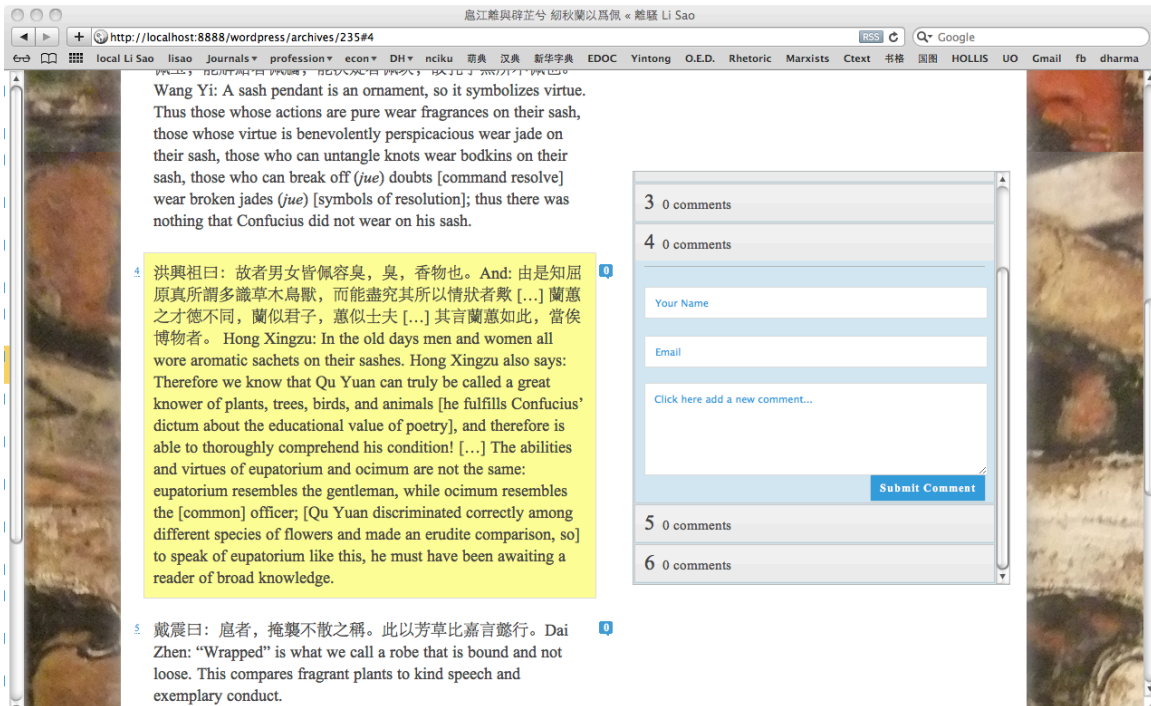 扈江離與辟芷兮 紉秋蘭以爲佩 « 離騷 Li Sao
http://localhost:8888/wordpress/archives/235#4
RSS
Google
local Li Sao lisao Journals▾ profession▾ econ▾ DH▾ nciku 萌典 汉典 新华字典 EDOC Yintong O.E.D. Rhetoric Marxists Ctext 书格 国图 HOLLIS UO Gmail fb dharma
Wang Yi: A sash pendant is an ornament, so it symbolizes virtue.
Thus those whose actions are pure wear fragrances on their sash,
those whose virtue is benevolently perspicacious wear jade on
their sash, those who can untangle knots wear bodkins on their
sash, those who can break off (jue) doubts [command resolve]
wear broken jades (jue) [symbols of resolution]; thus there was
nothing that Confucius did not wear on his sash.
4 洪興祖曰：故者男女皆佩容臭，臭，香物也。And: 由是知屈
原真所謂多識草木鳥獸，而能盡究其所以情狀者歟 […] 蘭蕙
之才德不同，蘭似君子，蕙似士夫 […] 其言蘭蕙如此，當俟
博物者。 Hong Xingzu: In the old days men and women all
wore aromatic sachets on their sashes. Hong Xingzu also says:
Therefore we know that Qu Yuan can truly be called a great
knower of plants, trees, birds, and animals [he fulfills Confucius’
dictum about the educational value of poetry], and therefore is
able to thoroughly comprehend his condition! […] The abilities
and virtues of eupatorium and ocimum are not the same:
eupatorium resembles the gentleman, while ocimum resembles
the [common] officer; [Qu Yuan discriminated correctly among
different species of flowers and made an erudite comparison, so]
to speak of eupatorium like this, he must have been awaiting a
reader of broad knowledge.
0
5 戴震曰：扈者，掩襲不散之稱。此以芳草比嘉言懿行。Dai
Zhen: “Wrapped” is what we call a robe that is bound and not
loose. This compares fragrant plants to kind speech and
exemplary conduct.
0
3 0 comments
4 0 comments
Your Name
Email
Click here add a new comment...
Submit Comment
5 0 comments
6 0 comments